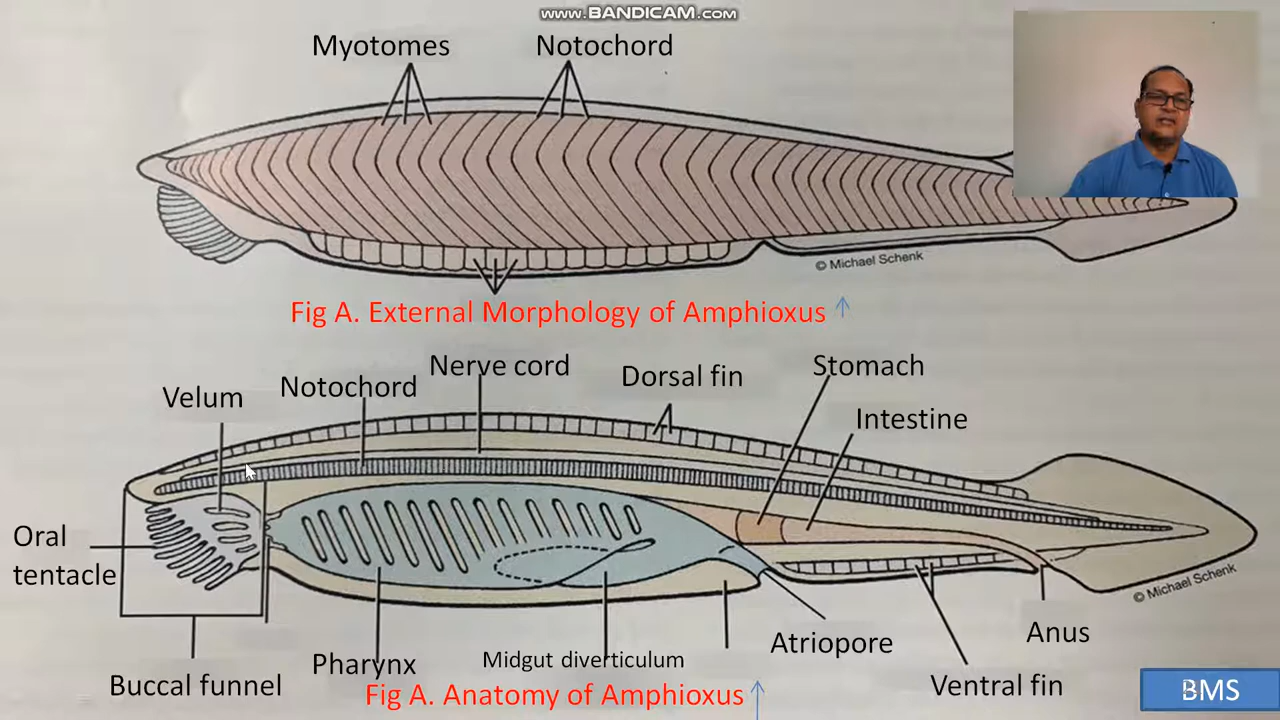 www.BANDICAM.com
Myotomes
Notochord
© Michael Schenk
Fig A. External Morphology of Amphioxus
Nerve cord
Stomach
Velum
Notochord
Dorsal fin
Intestine
Oral
tentacle
© Michael Schenk
Atriopore
Anus
Pharynx
Midgut diverticulum
Buccal funnel
Ventral fin
Fig A. Anatomy of Amphioxus
BMS